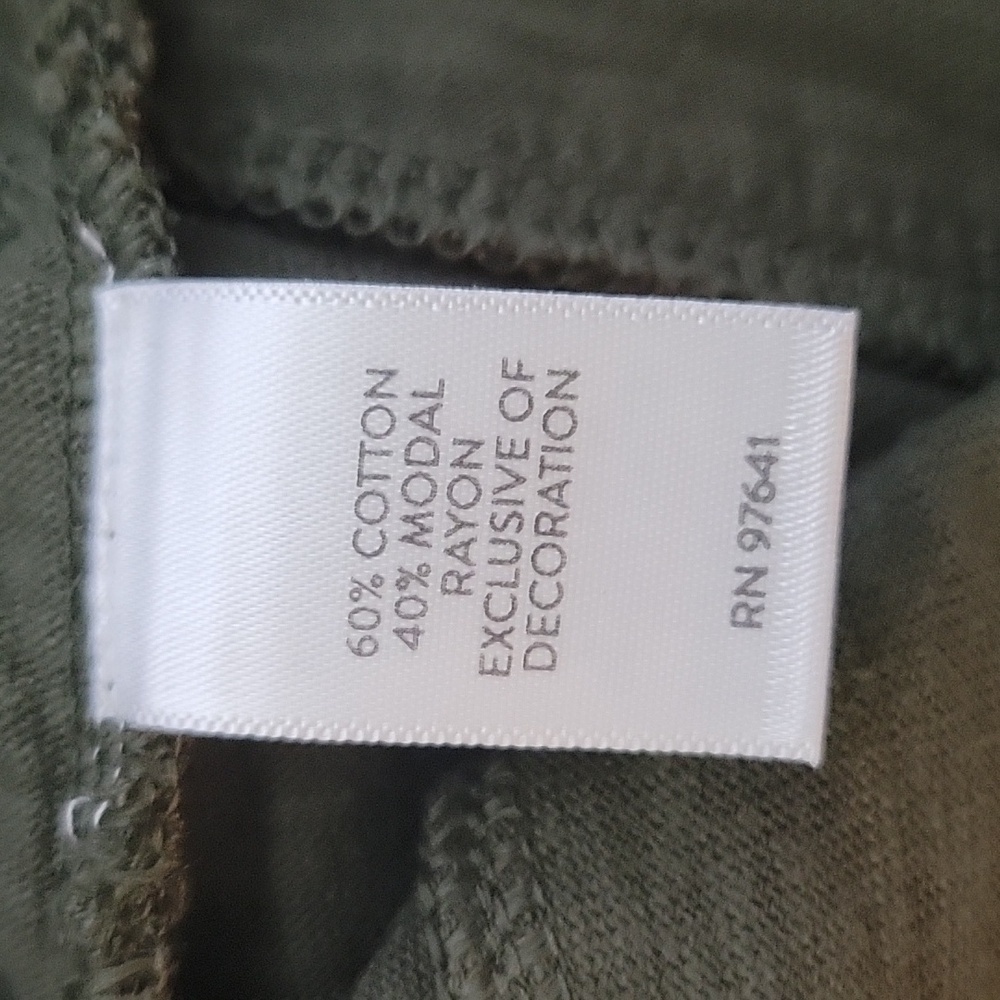 60% COTTON
40% MODAL
RAYON
EXCLUSIVE OF
DECORATION
RN 97641